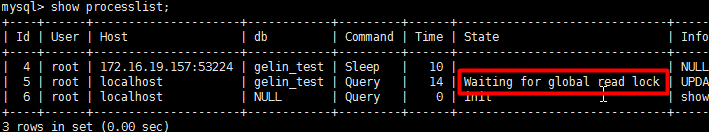 mysql> show processlist;
+----+------+---------------------+------------+---------+------+------------------------------+-----
| Id | User | Host | db | Command | Time | State | Info
+----+------+---------------------+------------+---------+------+------------------------------+-----
| 4 | root | 172.16.19.157:53224 | gelin_test | Sleep | 10 | | NULL
| 5 | root | localhost | gelin_test | Query | 14 | Waiting for global read lock | UPDA
| 6 | root | localhost | NULL | Query | 0 | init | show
+----+------+---------------------+------------+---------+------+------------------------------+-----
3 rows in set (0.00 sec)